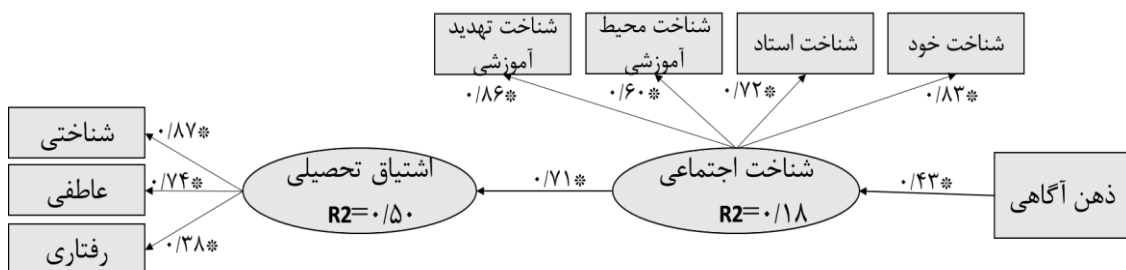 شناخت خود
شناخت استاد
شناخت محیط
آموزشی
شناخت تهدید
آموزشی
۰/۸۳*
۰/۷۲*
۰/۶۰*
۰/۸۶*
ذهن آگاهی
۰/۴۳*
شناخت اجتماعی
R2=۰/۱۸
۰/۷۱*
اشتیاق تحصیلی
R2=۰/۵۰
۰/۸۷*
۰/۷۴*
۰/۳۸*
شناختی
عاطفی
رفتاری